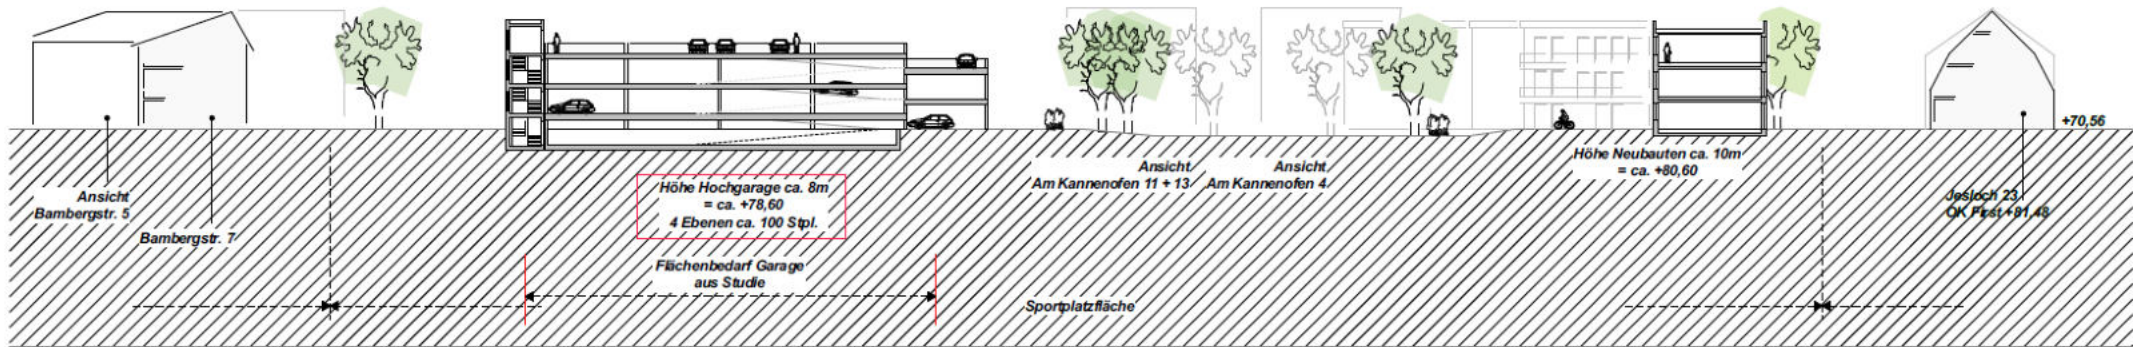 +70,56
Ansicht
Bambergstr. 5
Bambergstr. 7
Höhe Hochgarage ca. 8m
= ca. +78,60
4 Ebenen ca. 100 Stpl.
Flächenbedarf Garage
aus Studie
Ansicht
Am Kannenofen 11 + 13
Ansicht
Am Kannenofen 4
Sportplatzfläche
Höhe Neubauten ca. 10m
= ca. +80,60
Jesloch 23
OK First +81,48